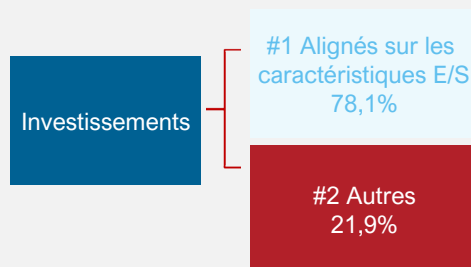 #1 Alignés sur les
caractéristiques E/S
78,1%
Investissements
#2 Autres
21,9%